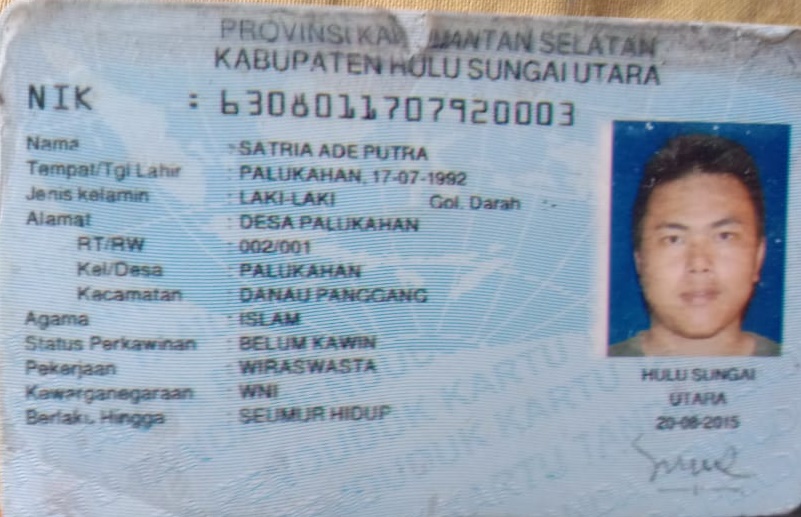 PROVINSI KALIMANTAN SELATAN
KABUPATEN HULU SUNGAI UTARA
NIK : 6308011707920003
Nama : SATRIA ADE PUTRA
Tempat/Tgl Lahir : PALUKAHAN, 17-07-1992
Jenis kelamin : LAKI-LAKI Gol. Darah :-
Alamat : DESA PALUKAHAN
RT/RW : 002/001
Kel/Desa : PALUKAHAN
Kecamatan : DANAU PANGGANG
Agama : ISLAM
Status Perkawinan : BELUM KAWIN
Pekerjaan : WIRASWASTA
Kewarganegaraan : WNI
Berlaku Hingga : SEUMUR HIDUP
HULU SUNGAI
UTARA
20-08-2015